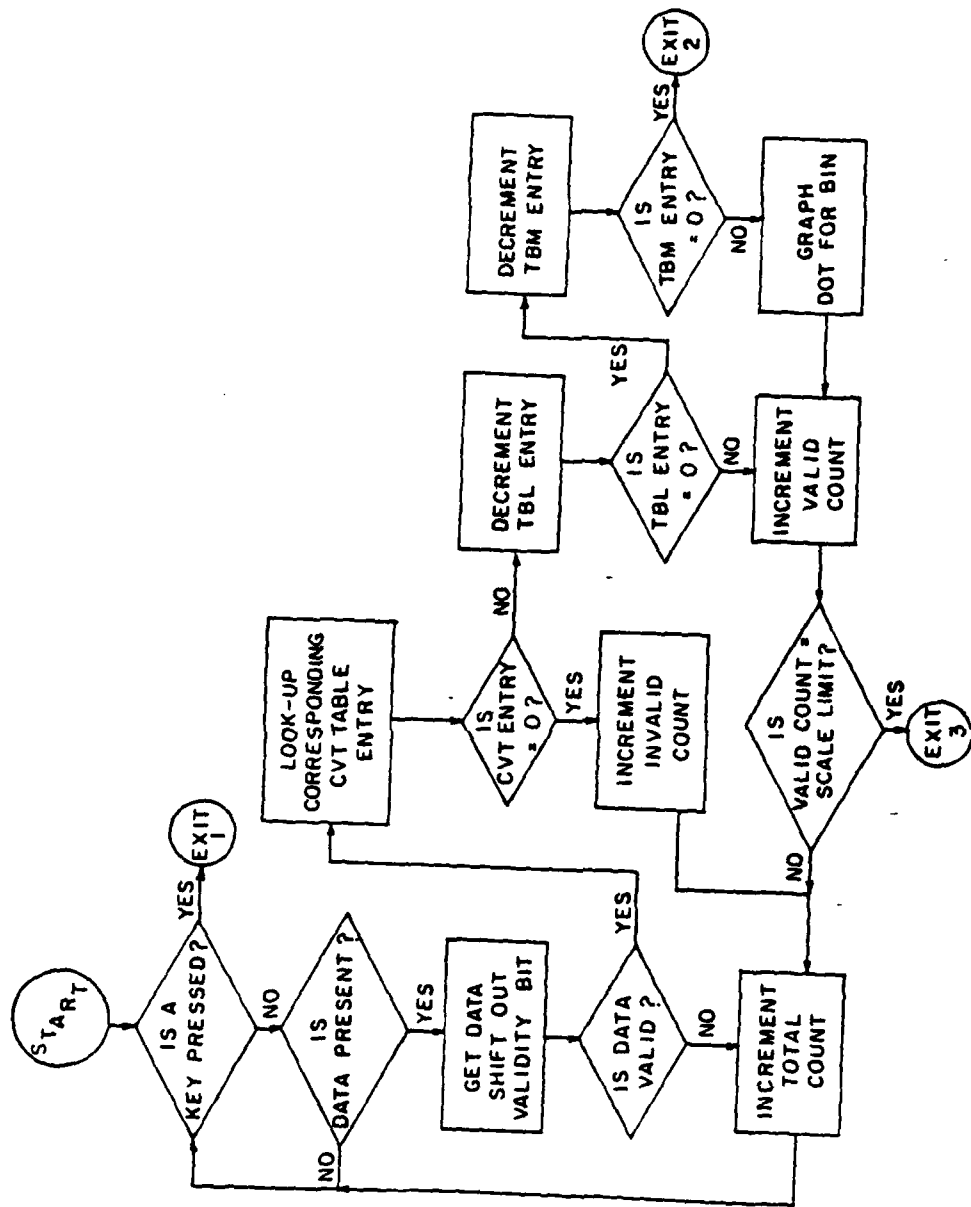 START
IS A
KEY PRESSED?
YES
EXIT
1
NO
IS
DATA PRESENT?
NO
YES
GET DATA
SHIFT OUT
VALIDITY BIT
IS DATA
VALID?
YES
NO
INCREMENT
TOTAL
COUNT
LOOK-UP
CORRESPONDING
CVT TABLE
ENTRY
IS
CVT ENTRY
= 0?
NO
YES
INCREMENT
INVALID
COUNT
DECREMENT
TBL ENTRY
IS
TBL ENTRY
= 0?
YES
NO
INCREMENT
VALID
COUNT
IS
VALID COUNT =
SCALE LIMIT?
NO
YES
EXIT
3
DECREMENT
TBM ENTRY
IS
TBM ENTRY
= 0?
YES
EXIT
2
NO
GRAPH
DOT FOR BIN